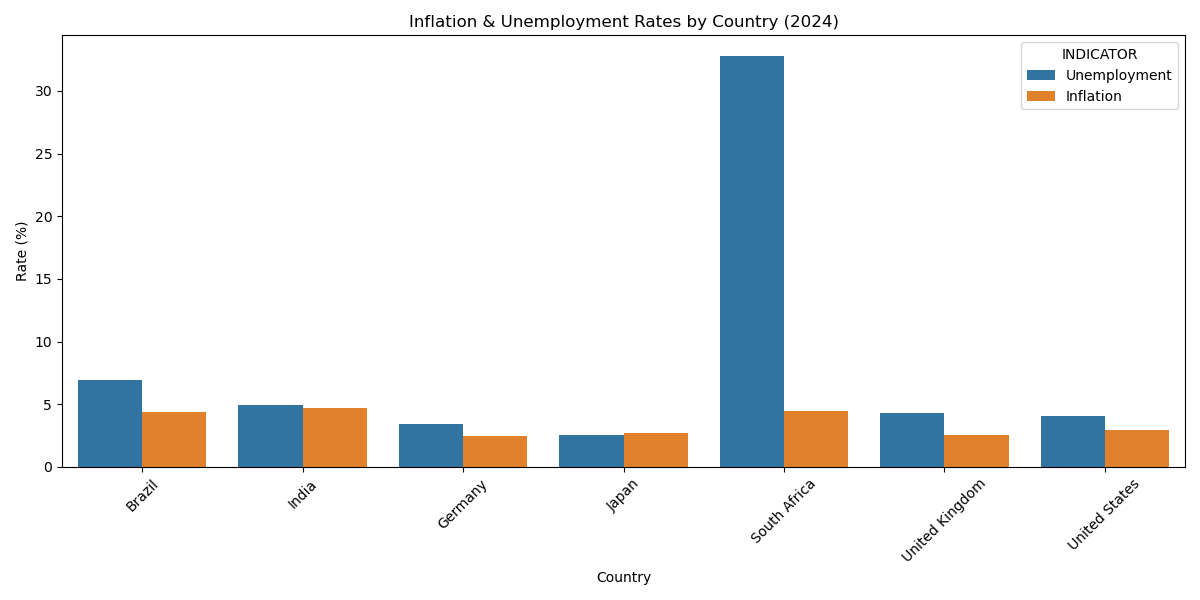 Inflation & Unemployment Rates by Country (2024)
INDICATOR
Unemployment
Inflation
Rate (%)
30
25
20
15
10
5
0
Brazil
India
Germany
Japan
South Africa
United Kingdom
United States
Country